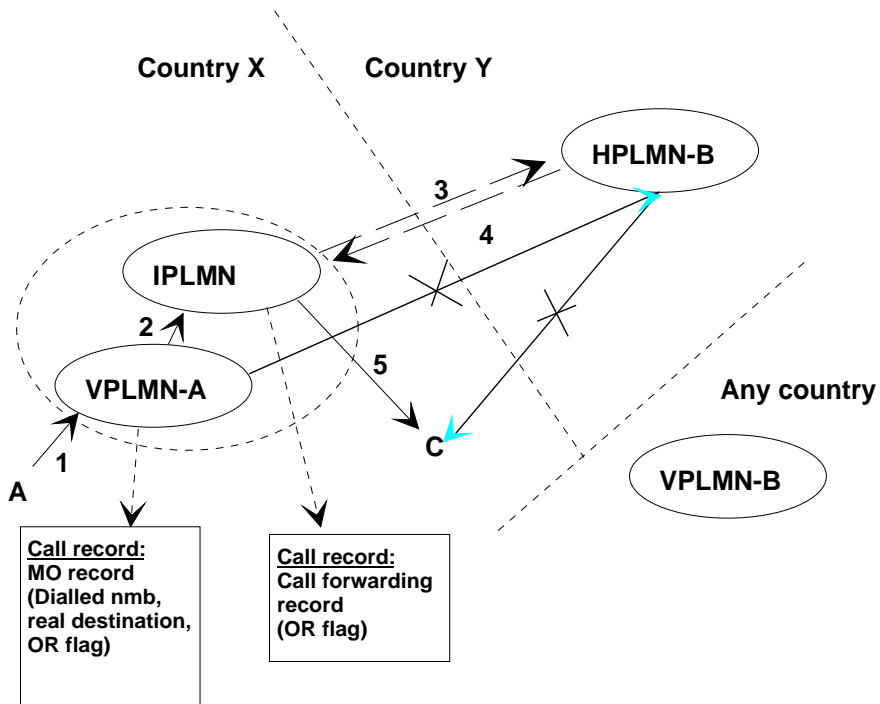 Country X
Country Y
HPLMN-B
3
4
IPLMN
2
5
VPLMN-A
Any country
C
1
A
VPLMN-B
Call record:
MO record
(Dialled nmb,
real destination,
OR flag)
Call record:
Call forwarding
record
(OR flag)